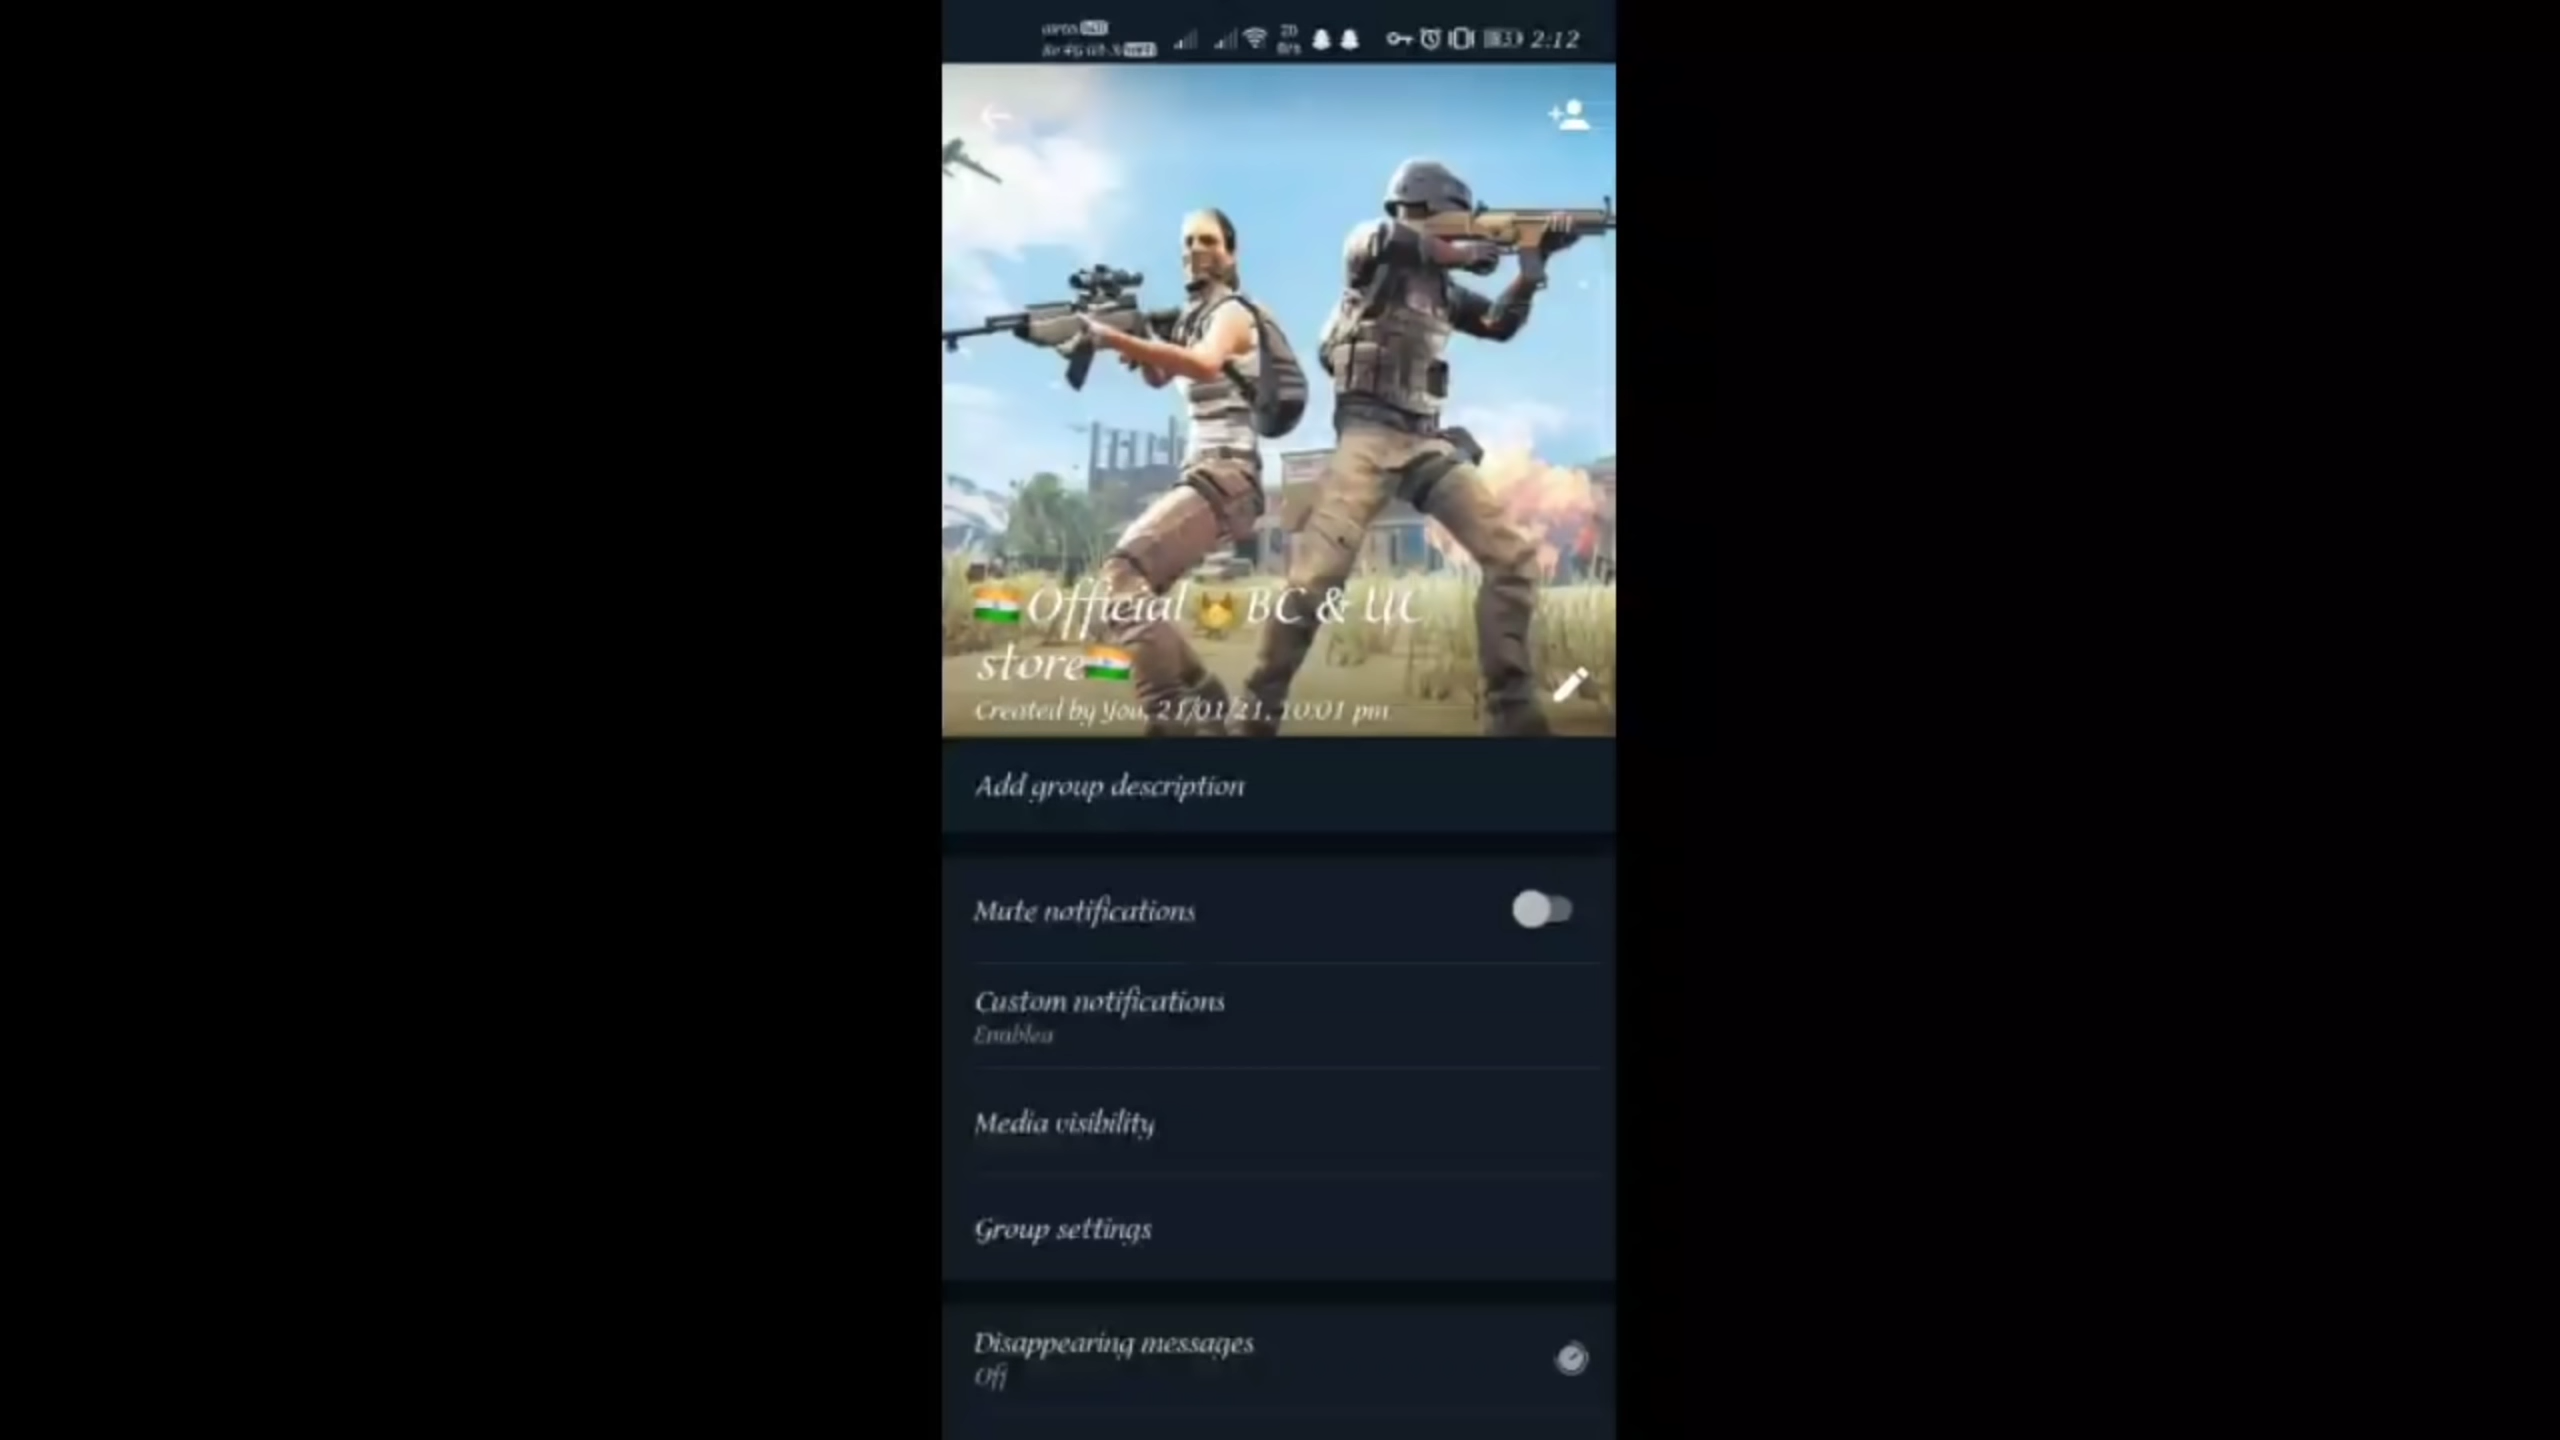 2:12
🇮🇳Official BC & UC
store🇮🇳
Created by You, 21/01/21, 10:01 pm
Add group description
Mute notifications
Custom notifications
Enabled
Media visibility
Group settings
Disappearing messages
Off